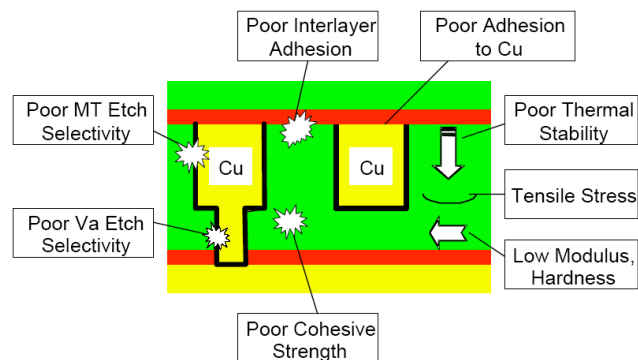 Poor Interlayer
Adhesion
Poor Adhesion
to Cu
Poor MT Etch
Selectivity
Poor Thermal
Stability
Cu
Cu
Tensile Stress
Poor Va Etch
Selectivity
Low Modulus,
Hardness
Poor Cohesive
Strength